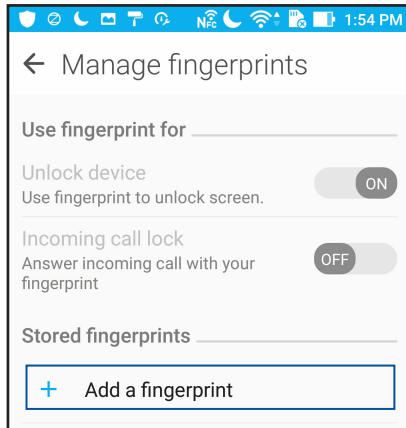 NFC 1:54 PM
Manage fingerprints
Use fingerprint for
Unlock device
ON
Use fingerprint to unlock screen.
Incoming call lock
OFF
Answer incoming call with your
fingerprint
Stored fingerprints
+ Add a fingerprint